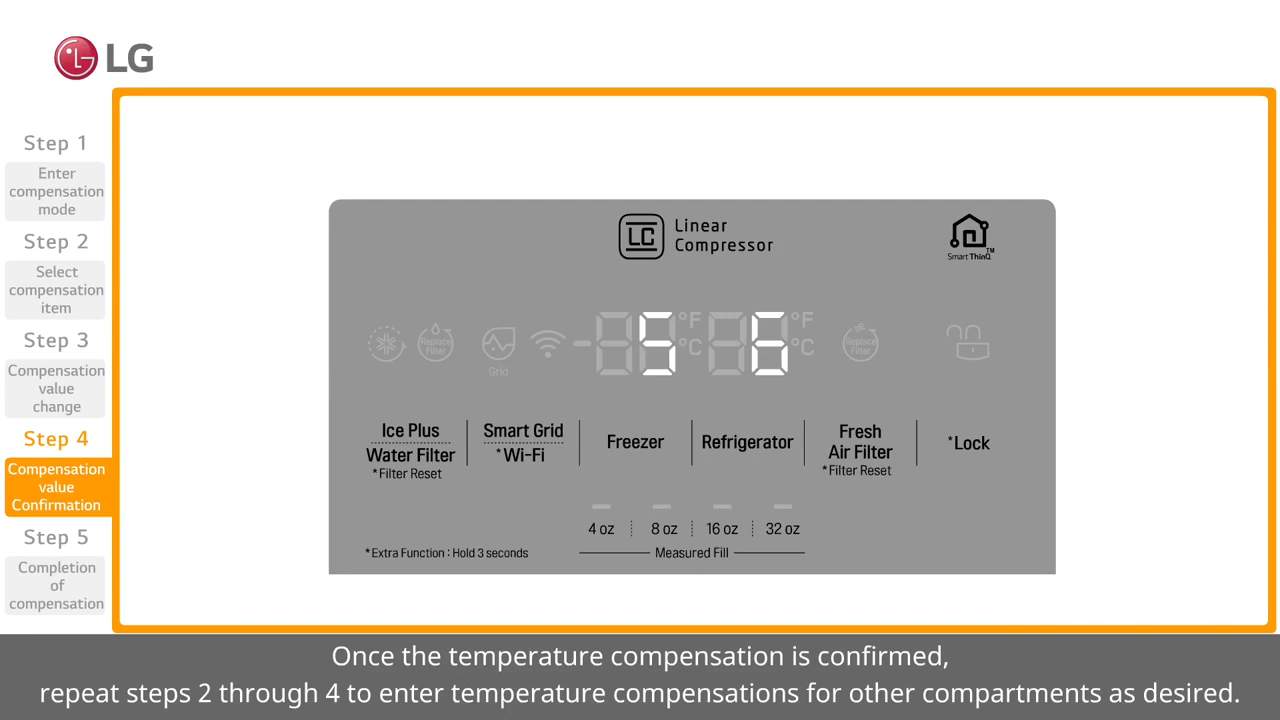 LG
Step 1
Enter
compensation
mode
Step 2
Select
compensation
item
Step 3
Compensation
value
change
Step 4
Compensation
value
Confirmation
Step 5
Completion
of
compensation
LC
Linear
Compressor
Smart ThinQ™
Replace
Filter
Grid
5 °F
°C
6 °F
°C
Replace
Filter
Ice Plus
Water Filter
*Filter Reset
Smart Grid
*Wi-Fi
Freezer
Refrigerator
Fresh
Air Filter
*Filter Reset
*Lock
4 oz 8 oz 16 oz 32 oz
*Extra Function : Hold 3 seconds
Measured Fill
Once the temperature compensation is confirmed,
repeat steps 2 through 4 to enter temperature compensations for other compartments as desired.